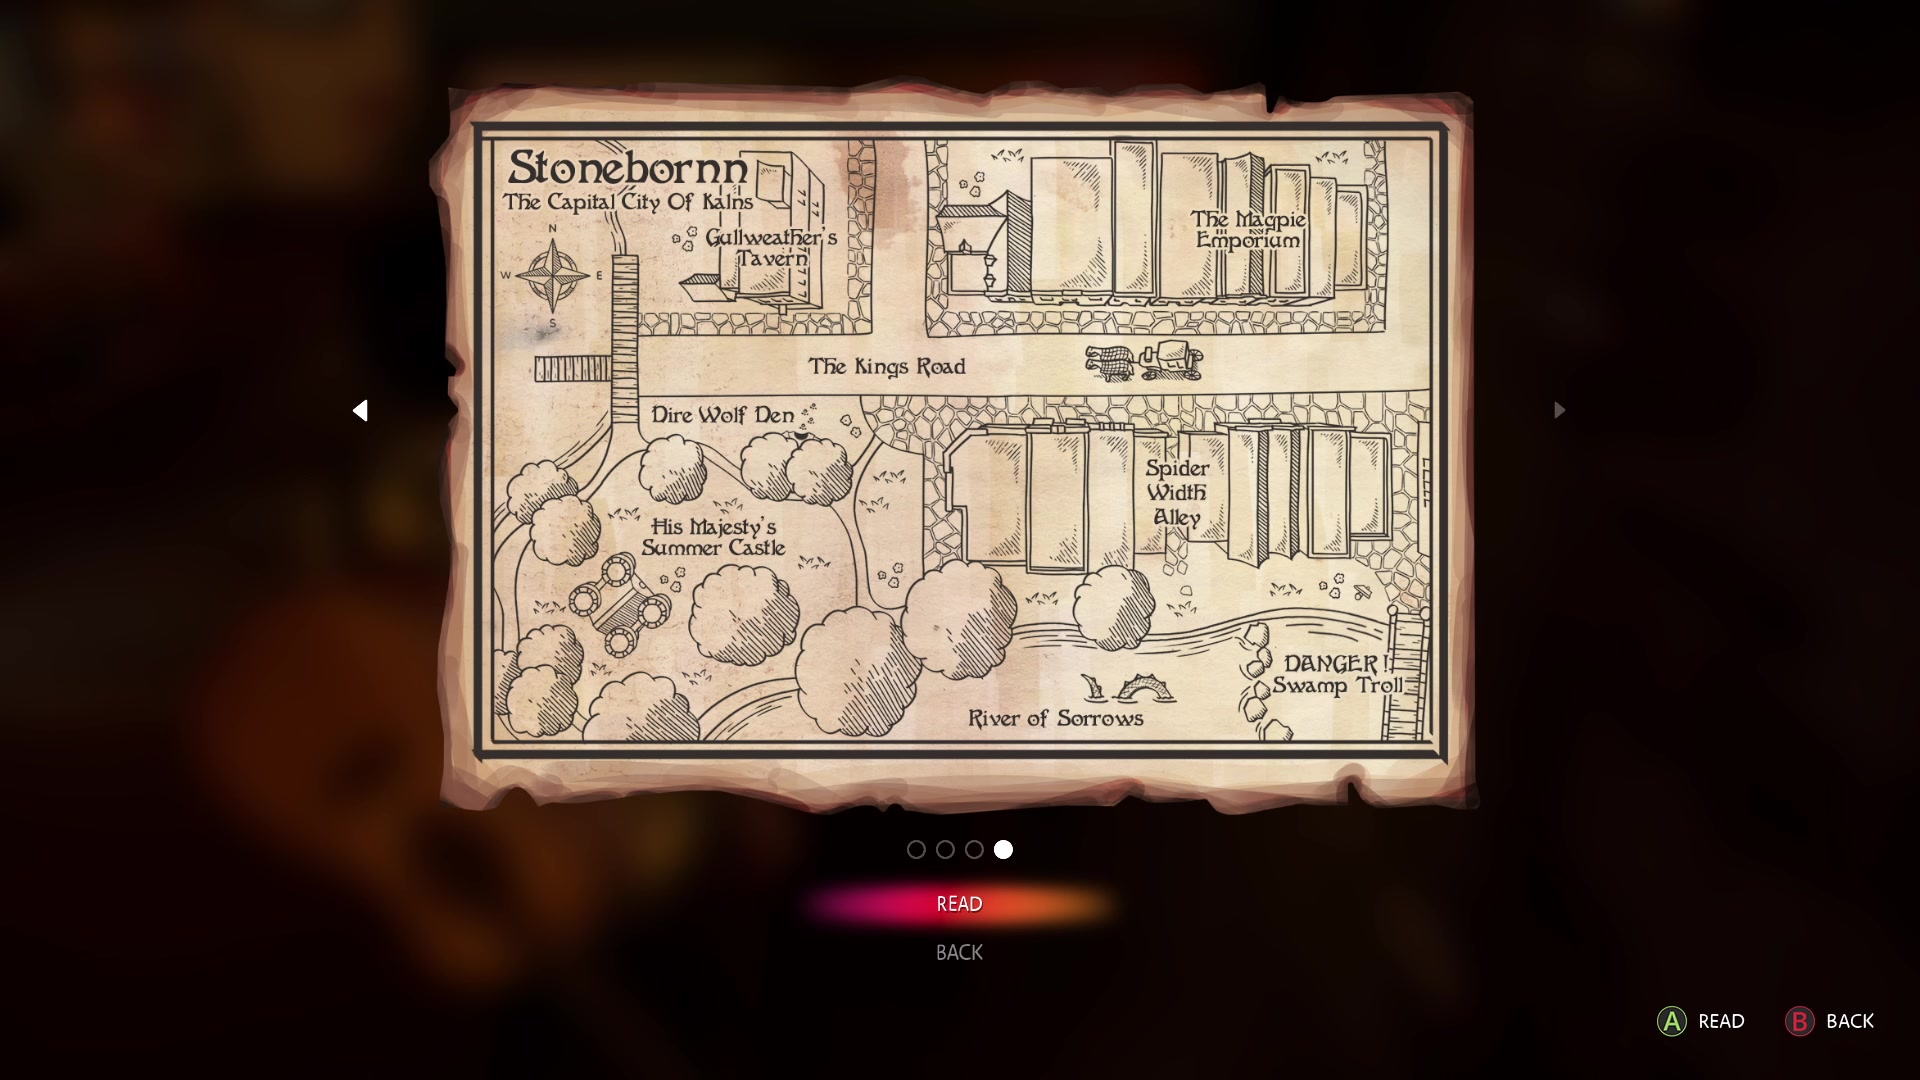 Stonebornn
The Capital City Of Kalns
N
W E
S
Gullweather's
Tavern
The Magpie
Emporium
The Kings Road
Dire Wolf Den
Spider
Width
Alley
His Majesty's
Summer Castle
DANGER!
Swamp Troll
River of Sorrows
READ
BACK
A READ B BACK